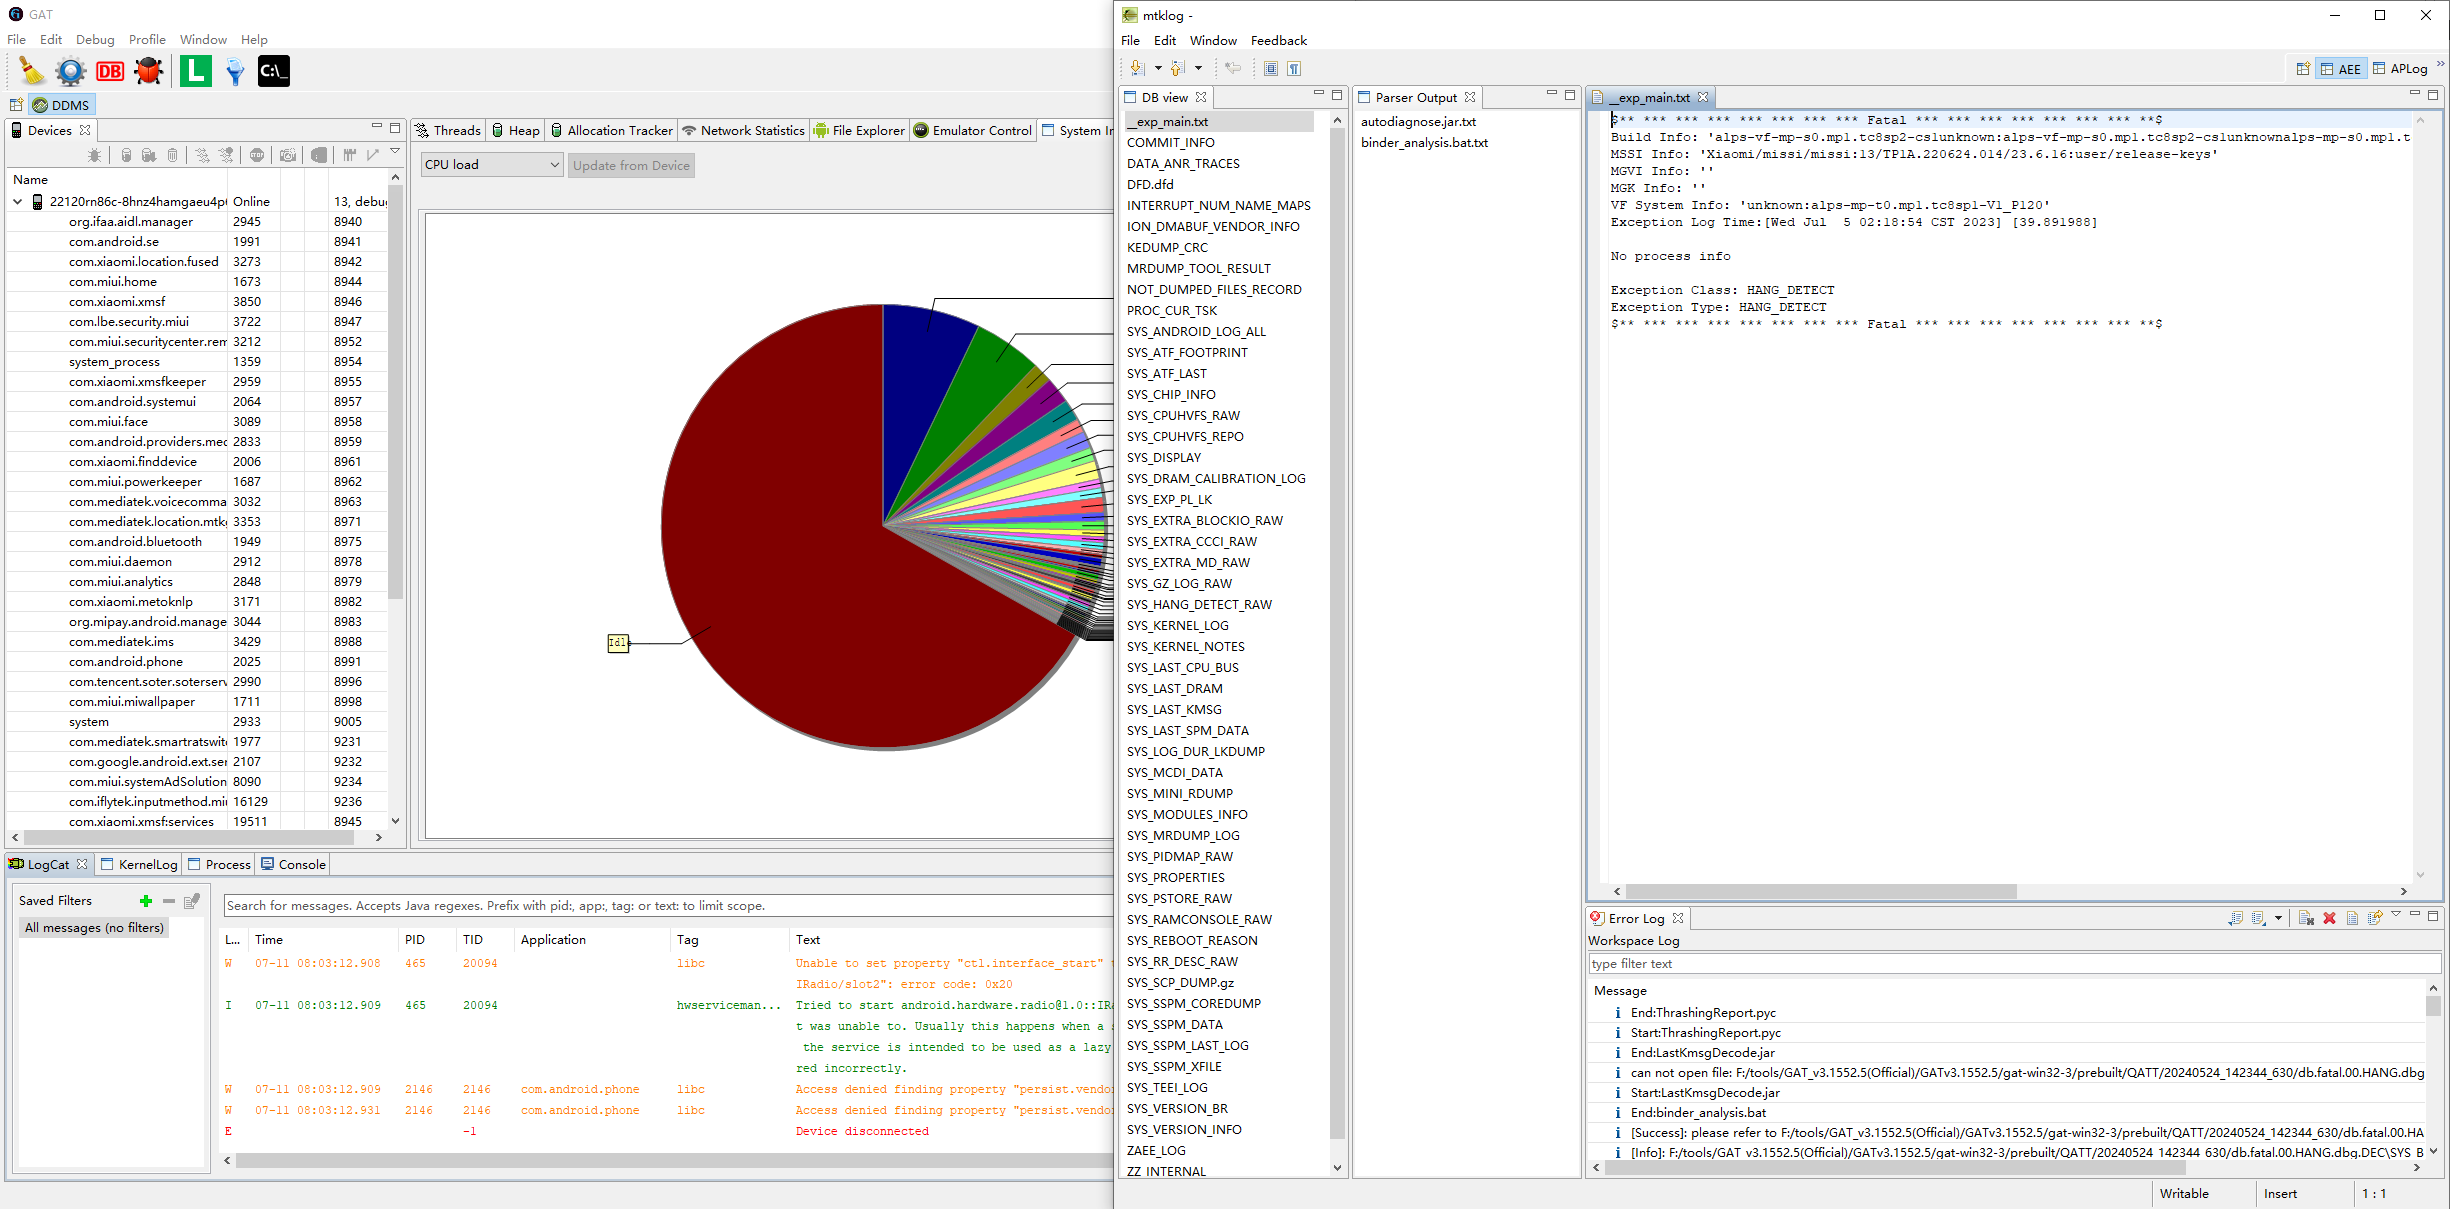 GAT
File Edit Debug Profile Window Help
DB L C:\_
DDMS
Devices
Name
22120rn86c-8hnz4hamgaeu4p Online 13, debu
org.ifaa.aidl.manager 2945 8940
com.android.se 1991 8941
com.xiaomi.location.fused 3273 8942
com.miui.home 1673 8944
com.xiaomi.xmsf 3850 8946
com.lbe.security.miui 3722 8947
com.miui.securitycenter.rem 3212 8952
system_process 1359 8954
com.xiaomi.xmsfkeeper 2959 8955
com.android.systemui 2064 8957
com.miui.face 3089 8958
com.android.providers.med 2833 8959
com.xiaomi.finddevice 2006 8961
com.miui.powerkeeper 1687 8962
com.mediatek.voicecomma 3032 8963
com.mediatek.location.mtk 3353 8971
com.android.bluetooth 1949 8975
com.miui.daemon 2912 8978
com.miui.analytics 2848 8979
com.xiaomi.metoknlp 3171 8982
org.mipay.android.manage 3044 8983
com.mediatek.ims 3429 8988
com.android.phone 2025 8991
com.tencent.soter.soterserv 2990 8996
com.miui.miwallpaper 1711 8998
system 2933 9005
com.mediatek.smartratswit 1977 9231
com.google.android.ext.ser 2107 9232
com.miui.systemAdSolution 8090 9234
com.iflytek.inputmethod.mi 16129 9236
com.xiaomi.xmsf:services 19511 8945
Threads Heap Allocation Tracker Network Statistics File Explorer Emulator Control System In
CPU load Update from Device
Idle
LogCat KernelLog Process Console
Saved Filters
All messages (no filters)
Search for messages. Accepts Java regexes. Prefix with pid:, app:, tag: or text: to limit scope.
L... Time PID TID Application Tag Text
W 07-11 08:03:12.908 465 20094 libc Unable to set property "ctl.interface_start" t
IRadio/slot2": error code: 0x20
I 07-11 08:03:12.909 465 20094 hwserviceman... Tried to start android.hardware.radio@1.0::IRa
t was unable to. Usually this happens when a s
the service is intended to be used as a lazy
red incorrectly.
W 07-11 08:03:12.909 2146 2146 com.android.phone libc Access denied finding property "persist.vendor
W 07-11 08:03:12.931 2146 2146 com.android.phone libc Access denied finding property "persist.vendor
E -1 Device disconnected
mtklog -
File Edit Window Feedback
AEE APLog
DB view
__exp_main.txt
COMMIT_INFO
DATA_ANR_TRACES
DFD.dfd
INTERRUPT_NUM_NAME_MAPS
ION_DMABUF_VENDOR_INFO
KEDUMP_CRC
MRDUMP_TOOL_RESULT
NOT_DUMPED_FILES_RECORD
PROC_CUR_TSK
SYS_ANDROID_LOG_ALL
SYS_ATF_FOOTPRINT
SYS_ATF_LAST
SYS_CHIP_INFO
SYS_CPUHVFS_RAW
SYS_CPUHVFS_REPO
SYS_DISPLAY
SYS_DRAM_CALIBRATION_LOG
SYS_EXP_PL_LK
SYS_EXTRA_BLOCKIO_RAW
SYS_EXTRA_CCCI_RAW
SYS_EXTRA_MD_RAW
SYS_GZ_LOG_RAW
SYS_HANG_DETECT_RAW
SYS_KERNEL_LOG
SYS_KERNEL_NOTES
SYS_LAST_CPU_BUS
SYS_LAST_DRAM
SYS_LAST_KMSG
SYS_LAST_SPM_DATA
SYS_LOG_DUR_LKDUMP
SYS_MCDI_DATA
SYS_MINI_RDUMP
SYS_MODULES_INFO
SYS_MRDUMP_LOG
SYS_PIDMAP_RAW
SYS_PROPERTIES
SYS_PSTORE_RAW
SYS_RAMCONSOLE_RAW
SYS_REBOOT_REASON
SYS_RR_DESC_RAW
SYS_SCP_DUMP.gz
SYS_SSPM_COREDUMP
SYS_SSPM_DATA
SYS_SSPM_LAST_LOG
SYS_SSPM_XFILE
SYS_TEEI_LOG
SYS_VERSION_BR
SYS_VERSION_INFO
ZAEE_LOG
ZZ_INTERNAL
Parser Output
autodiagnose.jar.txt
binder_analysis.bat.txt
__exp_main.txt
$** *** *** *** *** *** *** *** Fatal *** *** *** *** *** *** *** **$
Build Info: 'alps-vf-mp-s0.mp1.tc8sp2-cs1unknown:alps-vf-mp-s0.mp1.tc8sp2-cs1unknownalps-mp-s0.mp1.t
MSSI Info: 'Xiaomi/missi/missi:13/TP1A.220624.014/23.6.16:user/release-keys'
MGVI Info: ''
MGK Info: ''
VF System Info: 'unknown:alps-mp-t0.mp1.tc8sp1-V1_P120'
Exception Log Time:[Wed Jul  5 02:18:54 CST 2023] [39.891988]
No process info
Exception Class: HANG_DETECT
Exception Type: HANG_DETECT
$** *** *** *** *** *** *** *** Fatal *** *** *** *** *** *** *** **$
Error Log
Workspace Log
type filter text
Message
End:ThrashingReport.pyc
Start:ThrashingReport.pyc
End:LastKmsgDecode.jar
can not open file: F:/tools/GAT_v3.1552.5(Official)/GATv3.1552.5/gat-win32-3/prebuilt/QATT/20240524_142344_630/db.fatal.00.HANG.dbg
Start:LastKmsgDecode.jar
End:binder_analysis.bat
[Success]: please refer to F:/tools/GAT_v3.1552.5(Official)/GATv3.1552.5/gat-win32-3/prebuilt/QATT/20240524_142344_630/db.fatal.00.HA
[Info]: F:/tools/GAT_v3.1552.5(Official)/GATv3.1552.5/gat-win32-3/prebuilt/QATT/20240524_142344_630/db.fatal.00.HANG.dbg.DEC\SYS_B
Writable Insert 1 : 1